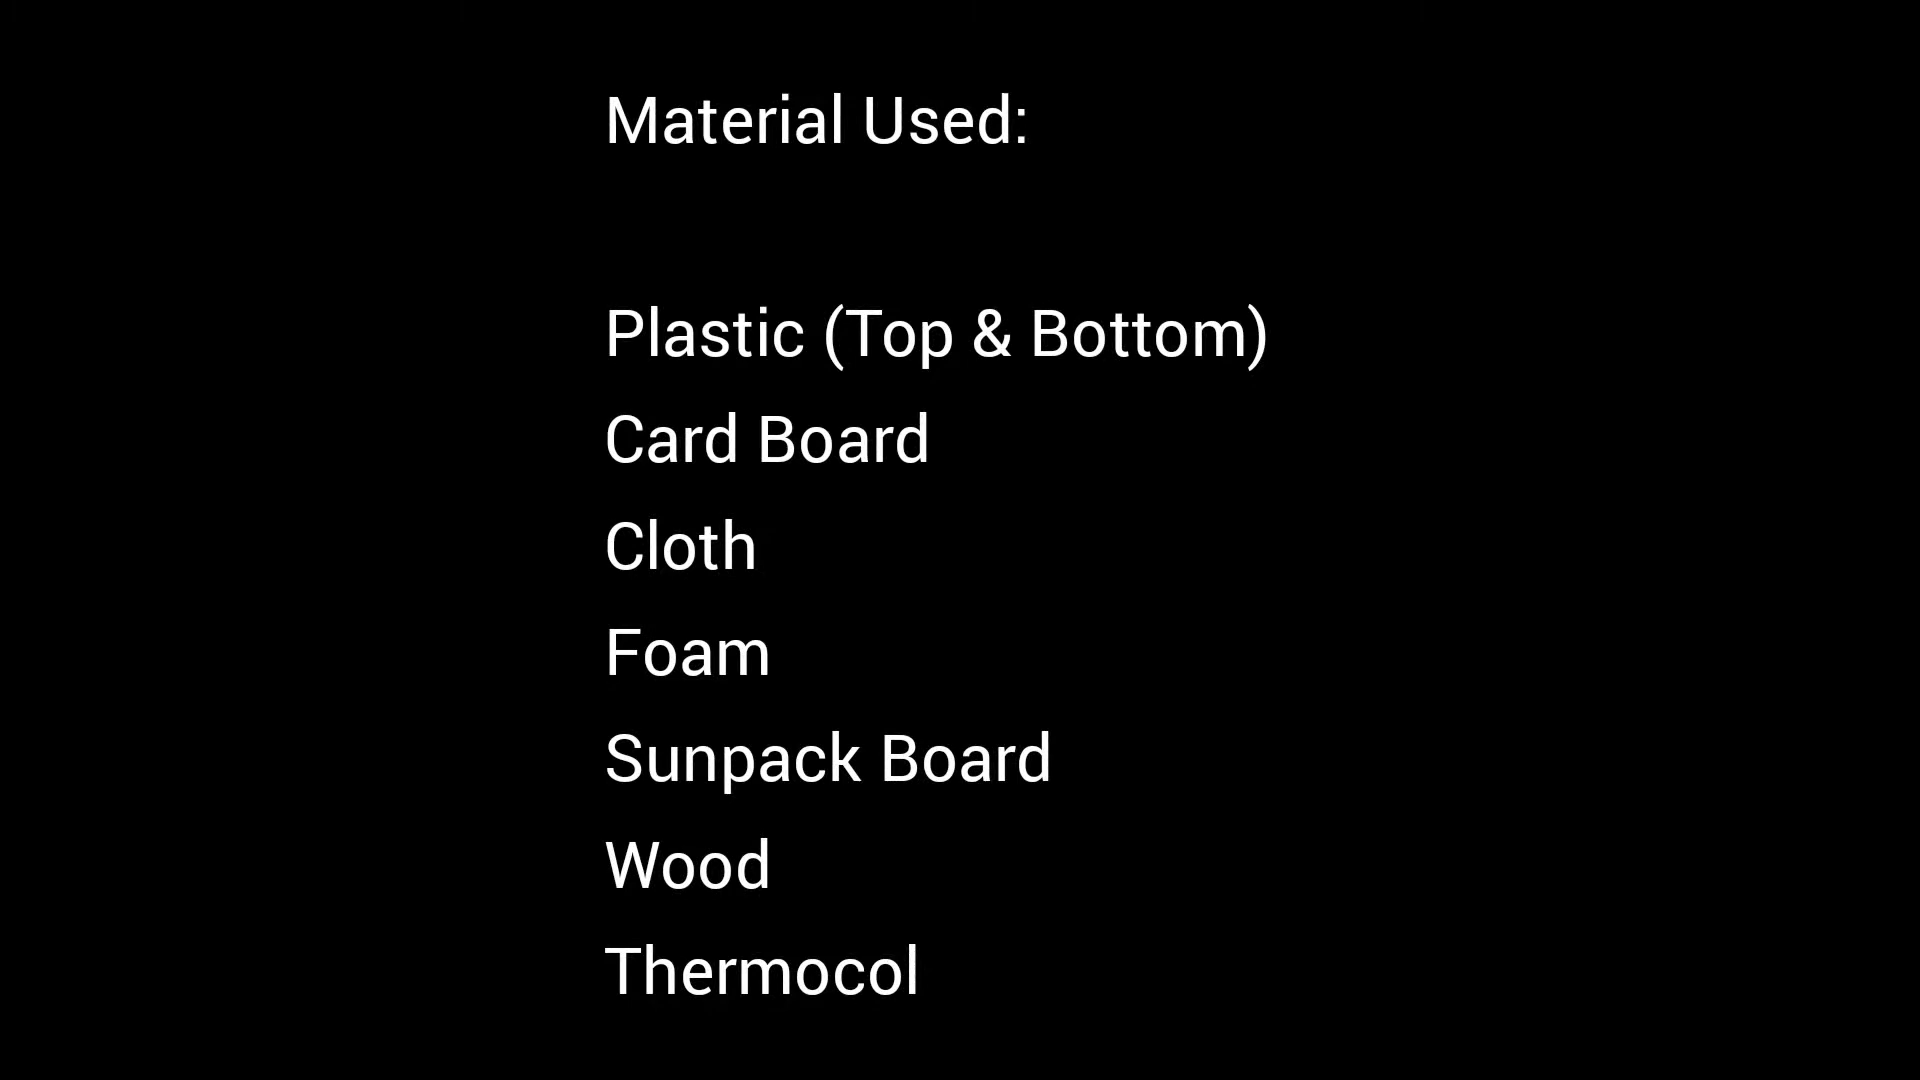 Material Used:
Plastic (Top & Bottom)
Card Board
Cloth
Foam
Sunpack Board
Wood
Thermocol